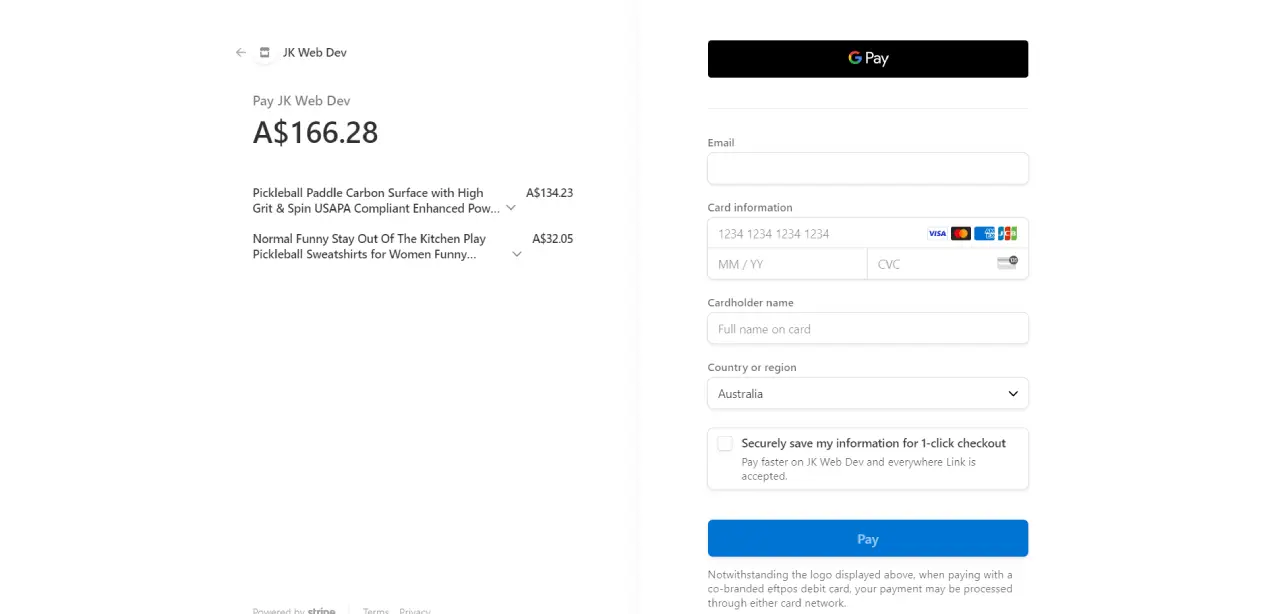 JK Web Dev
Pay JK Web Dev
A$166.28
Pickleball Paddle Carbon Surface with High
Grit & Spin USAPA Compliant Enhanced Pow...
A$134.23
Normal Funny Stay Out Of The Kitchen Play
Pickleball Sweatshirts for Women Funny...
A$32.05
Powered by stripe
Terms Privacy
G Pay
Email
Card information
1234 1234 1234 1234
VISA
JCB
MM / YY
CVC
Cardholder name
Full name on card
Country or region
Australia
Securely save my information for 1-click checkout
Pay faster on JK Web Dev and everywhere Link is
accepted.
Pay
Notwithstanding the logo displayed above, when paying with a
co-branded eftpos debit card, your payment may be processed
through either card network.